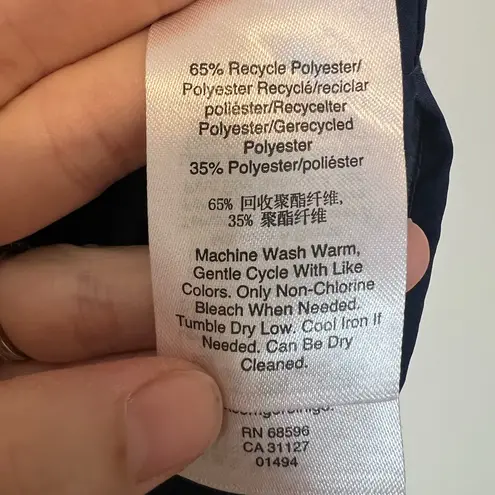 65% Recycle Polyester/
Polyester Recyclé/reciclar
poliéster/Recycelter
Polyester/Gerecycled
Polyester
35% Polyester/poliéster
65% 回收聚酯纤维,
35% 聚酯纤维
Machine Wash Warm,
Gentle Cycle With Like
Colors. Only Non-Chlorine
Bleach When Needed.
Tumble Dry Low. Cool Iron If
Needed. Can Be Dry
Cleaned.
RN 68596
CA 31127
01494